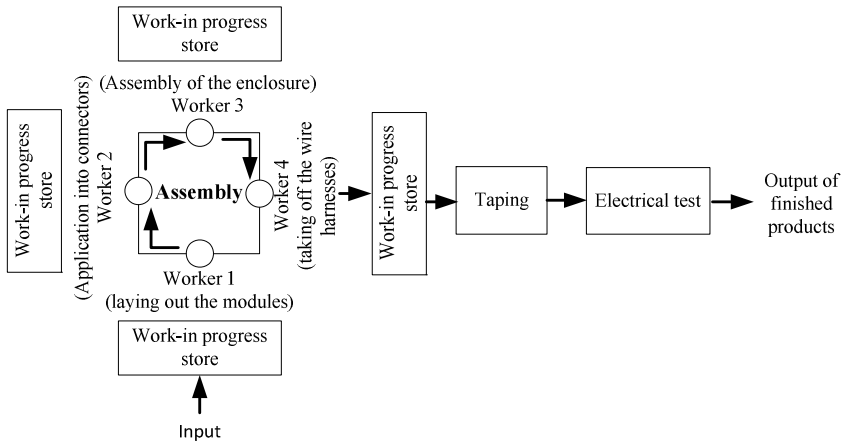 Work-in progress
store
(Assembly of the enclosure)
Worker 3
Work-in progress
store
(Application into connectors)
Worker 2
Assembly
Worker 4
(taking off the wire
harnesses)
Worker 1
(laying out the modules)
Work-in progress
store
Input
Work-in progress
store
Taping
Electrical test
Output of
finished
products